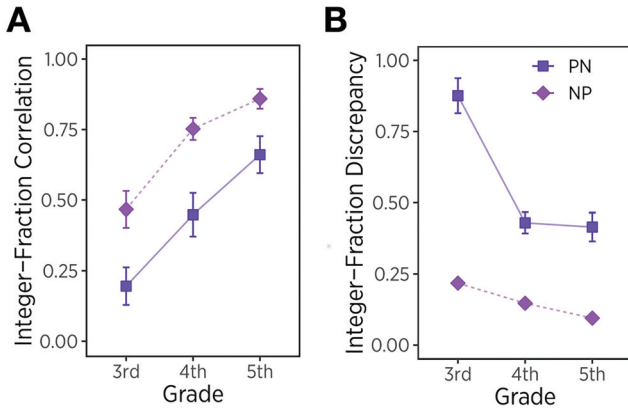 A
Integer–Fraction Correlation
1.00
0.75
0.50
0.25
0.00
3rd 4th 5th
Grade
B
Integer–Fraction Discrepancy
1.00
0.75
0.50
0.25
0.00
PN
NP
3rd 4th 5th
Grade